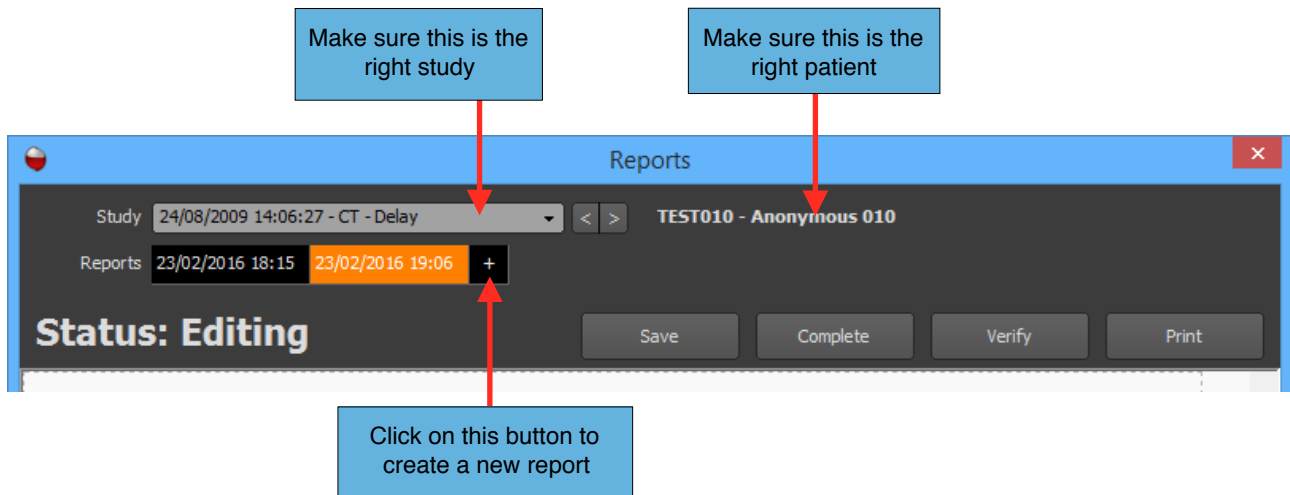 Make sure this is the
right study
Make sure this is the
right patient
Reports
Study 24/08/2009 14:06:27 - CT - Delay < > TEST010 - Anonymous 010
Reports 23/02/2016 18:15 23/02/2016 19:06 +
Status: Editing Save Complete Verify Print
Click on this button to
create a new report